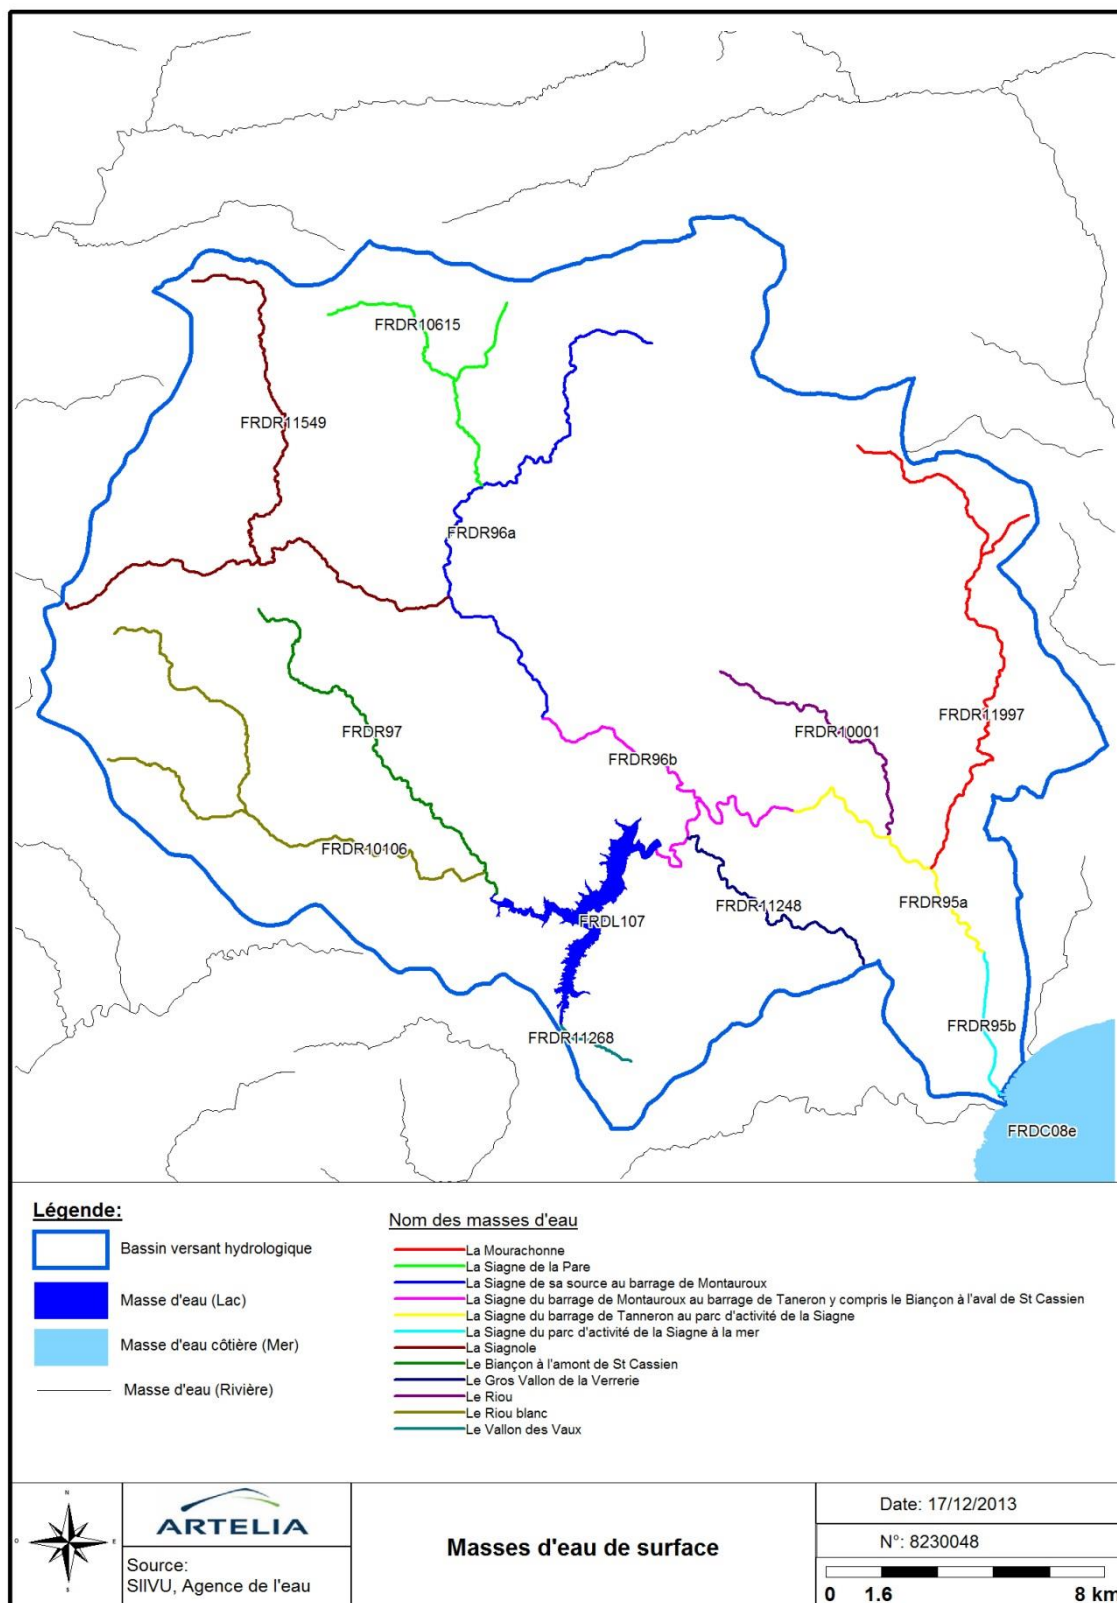 FRDR10615
FRDR11549
FRDR96a
FRDR97
FRDR96b
FRDR10001
FRDR11997
FRDR10106
FRDR11248
FRDR95a
FRDL107
FRDR95b
FRDR11268
FRDC08e
Légende:
Bassin versant hydrologique
Masse d'eau (Lac)
Masse d'eau côtière (Mer)
Masse d'eau (Rivière)
Nom des masses d'eau
La Mourachonne
La Siagne de la Pare
La Siagne de sa source au barrage de Montauroux
La Siagne du barrage de Montauroux au barrage de Taneron y compris le Biançon à l'aval de St Cassien
La Siagne du barrage de Tanneron au parc d'activité de la Siagne
La Siagne du parc d'activité de la Siagne à la mer
La Siagnole
Le Biançon à l'amont de St Cassien
Le Gros Vallon de la Verrerie
Le Riou
Le Riou blanc
Le Vallon des Vaux
N
O
E
S
ARTELIA
Source:
SIIVU, Agence de l'eau
Masses d'eau de surface
Date: 17/12/2013
N°: 8230048
0 1.6 8 km